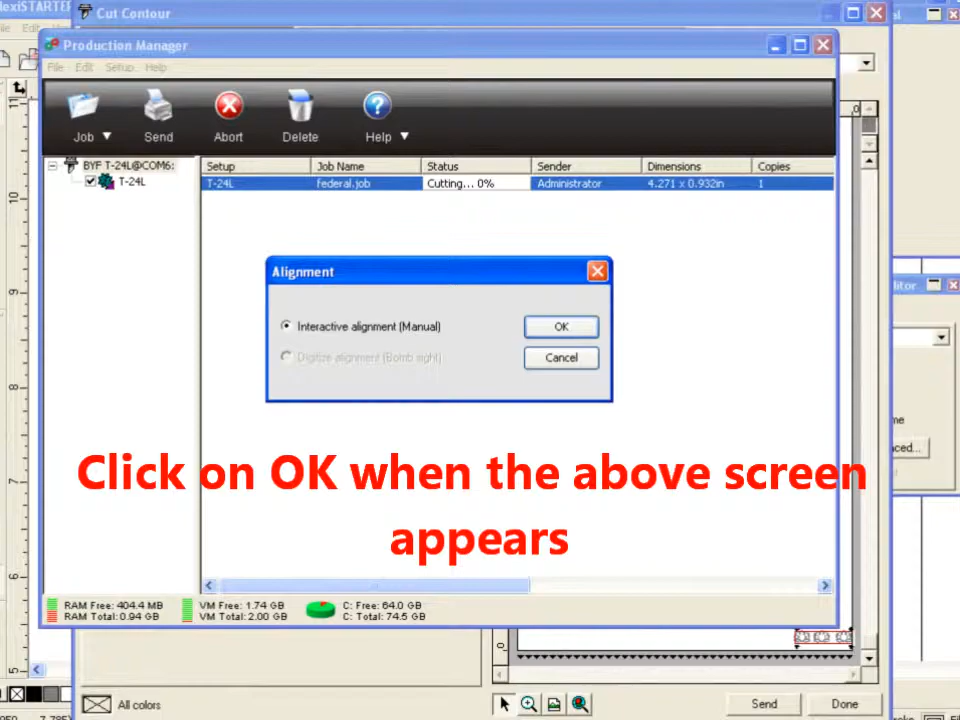 exiSTARTE
Cut Contour
Production Manager
File Edit Setup Help
Job Send Abort Delete Help
BYF T-24L@COM6:
T-24L
Setup Job Name Status Sender Dimensions Copies
T-24L federal.job Cutting... 0% Administrator 4.271 x 0.932in 1
Alignment
Interactive alignment (Manual) OK
Digitize alignment (Bomb sight) Cancel
Click on OK when the above screen
appears
RAM Free: 404.4 MB VM Free: 1.74 GB C: Free: 64.0 GB
RAM Total: 0.94 GB VM Total: 2.00 GB C: Total: 74.5 GB
All colors Send Done